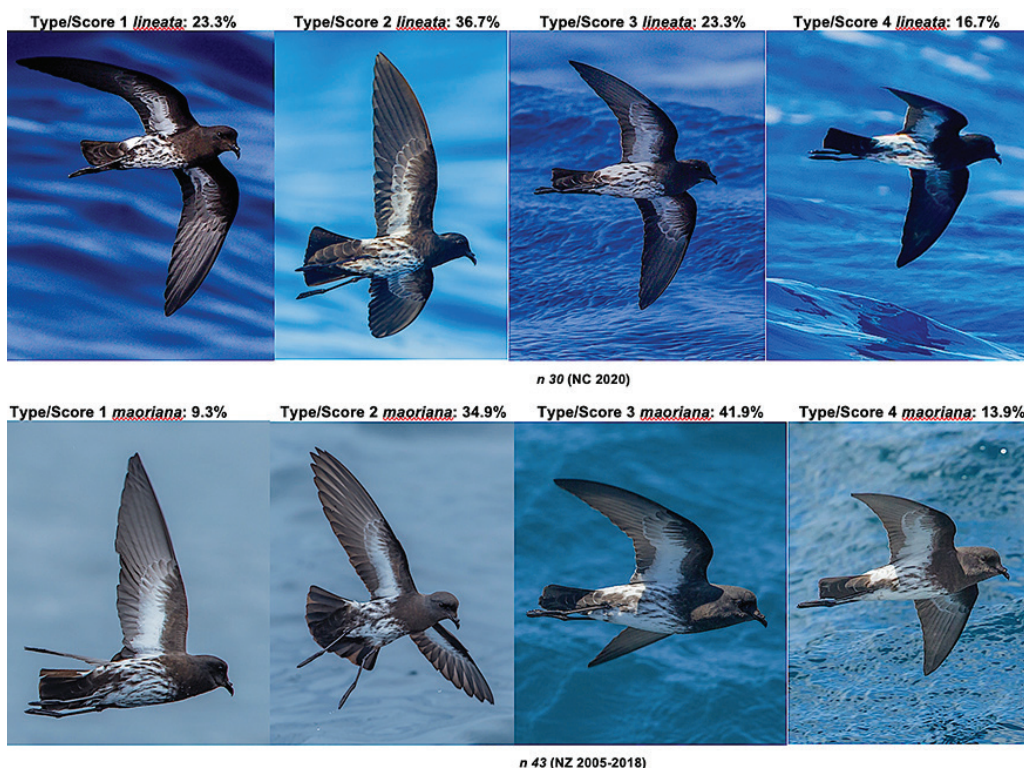 Type/Score 1 lineata: 23.3% Type/Score 2 lineata: 36.7% Type/Score 3 lineata: 23.3% Type/Score 4 lineata: 16.7%
n 30 (NC 2020)
Type/Score 1 maoriana: 9.3% Type/Score 2 maoriana: 34.9% Type/Score 3 maoriana: 41.9% Type/Score 4 maoriana: 13.9%
n 43 (NZ 2005-2018)